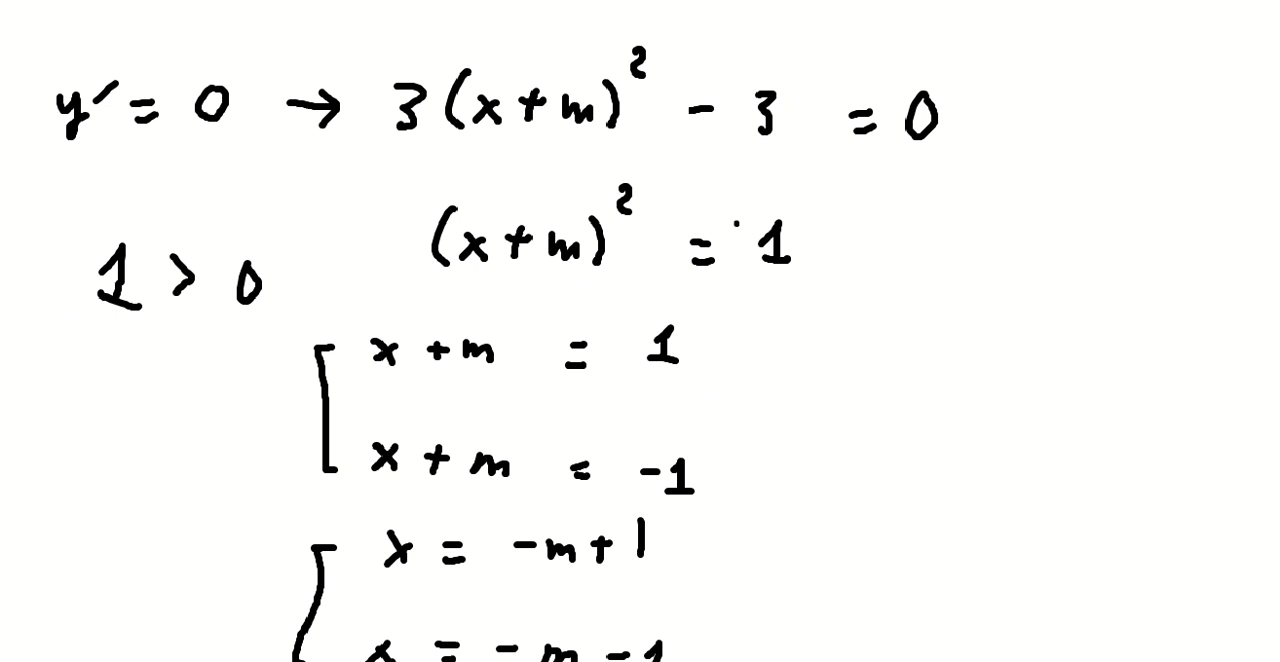 y' = 0 → 3(x+m)² - 3 = 0
(x+m)² = 1
1 > 0
[ x + m = 1
x + m = -1
[ x = -m + 1
x = -m - 1